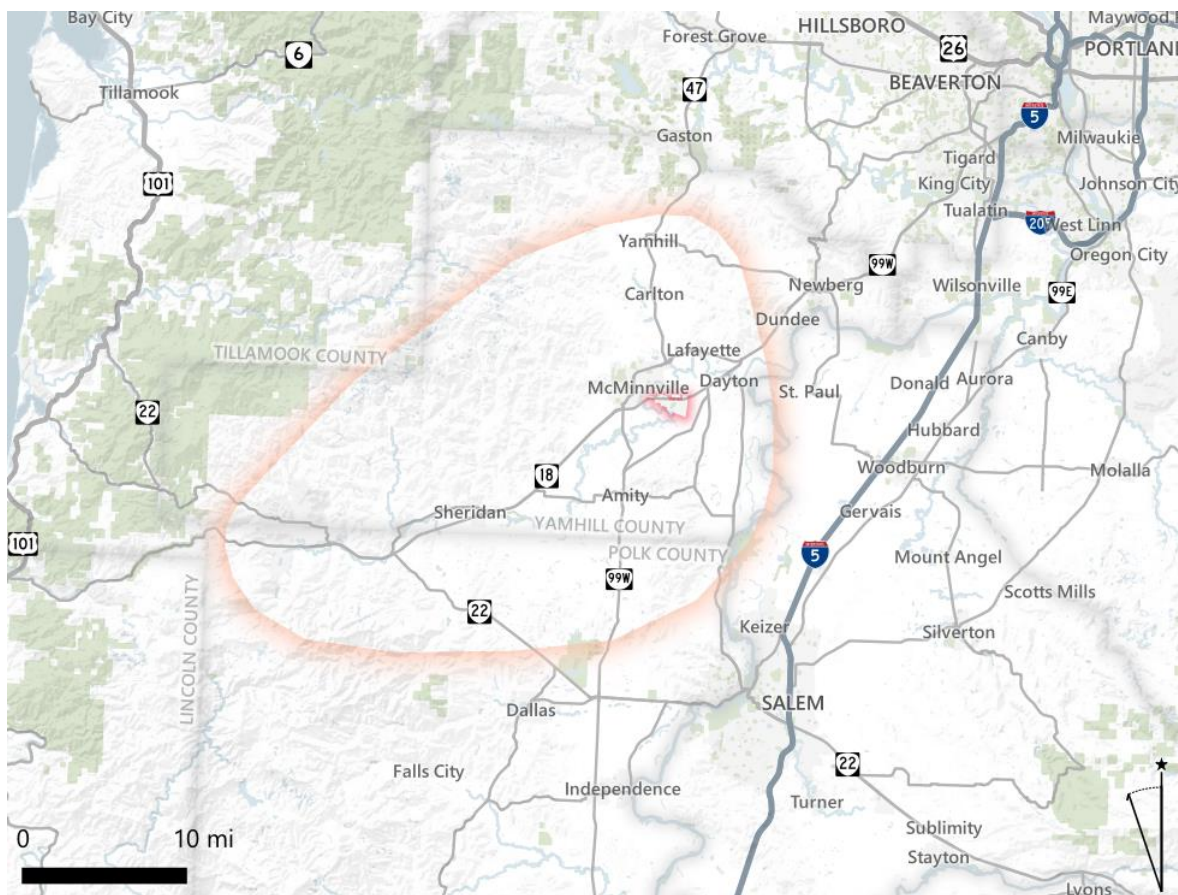 Bay City
HILLSBORO
Maywood P
Forest Grove
26
PORTLAND
6
BEAVERTON
Tillamook
47
5
Gaston
Milwaukie
Tigard
101
King City
Johnson City
Tualatin
205
West Linn
Yamhill
Oregon City
99W
Newberg
Wilsonville
99E
Carlton
Dundee
Canby
TILLAMOOK COUNTY
Lafayette
McMinnville
Dayton
St. Paul
Donald
Aurora
22
Hubbard
18
Woodburn
Molalla
Sheridan
Amity
Gervais
YAMHILL COUNTY
101
POLK COUNTY
5
Mount Angel
99W
Scotts Mills
22
Keizer
Silverton
LINCOLN COUNTY
SALEM
Dallas
22
Falls City
Independence
Turner
0
10 mi
Sublimity
Stayton
Lyons